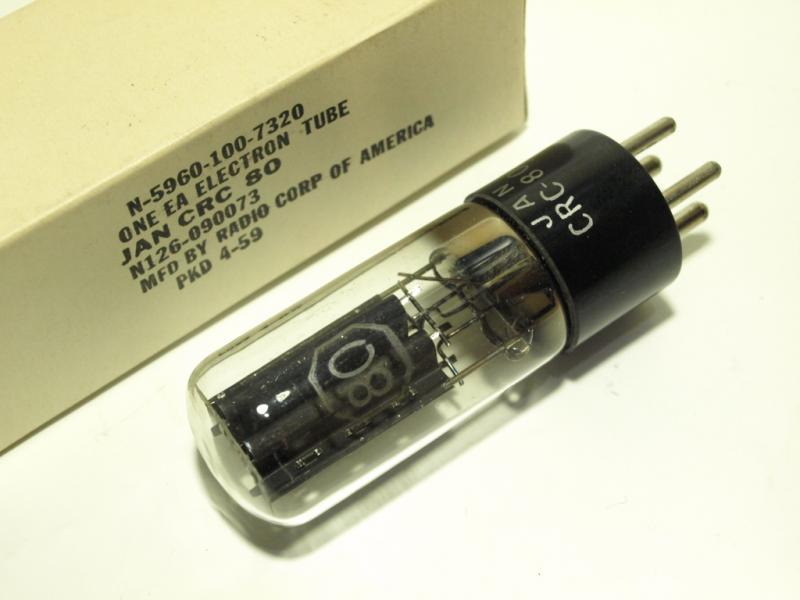 N-5960-100-7320
ONE EA ELECTRON TUBE
JAN CRC 80
N126-090073
MFD BY RADIO CORP OF AMERICA
PKD 4-59
JAN
CRC-80
C
8